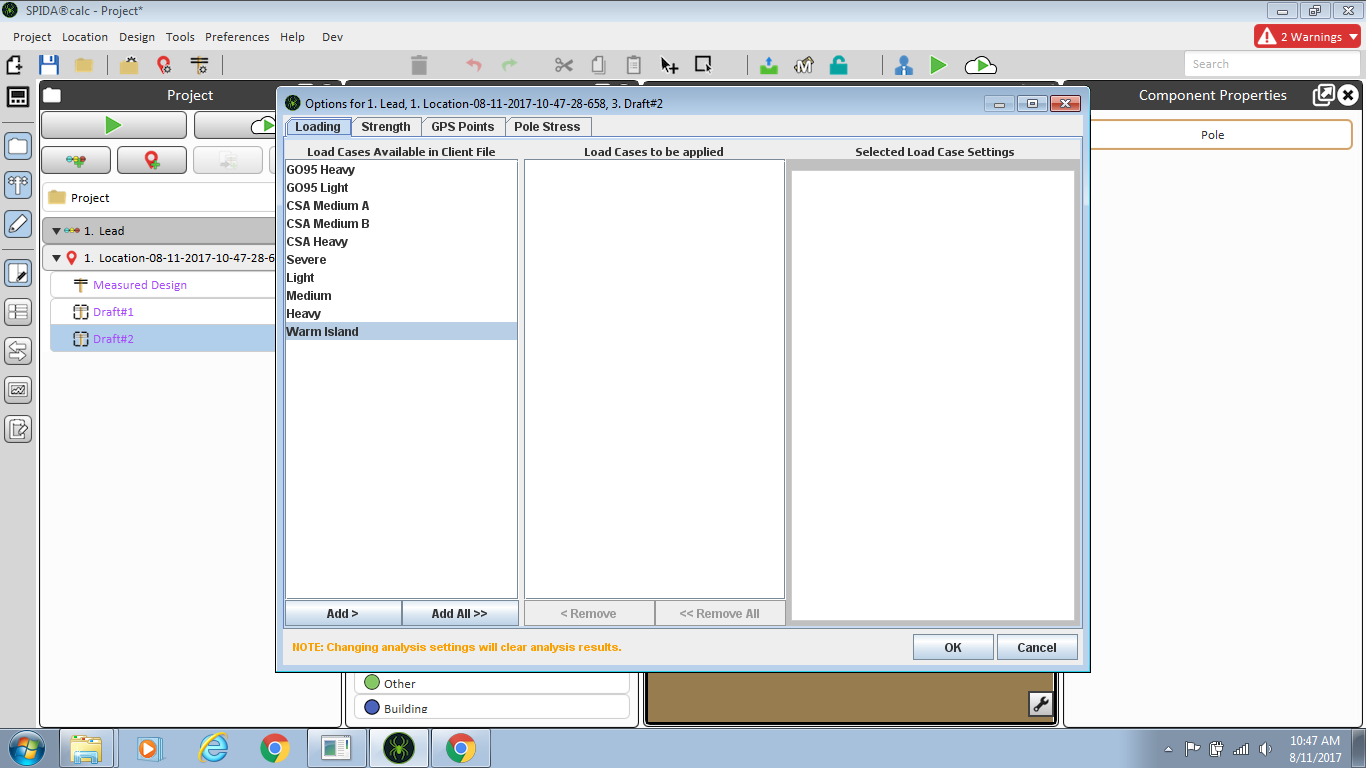 SPIDA®calc - Project*
Project Location Design Tools Preferences Help Dev
2 Warnings
Search
Project
Component Properties
Pole
Project
1. Lead
1. Location-08-11-2017-10-47-28-6
Measured Design
Draft#1
Draft#2
Options for 1. Lead, 1. Location-08-11-2017-10-47-28-658, 3. Draft#2
Loading Strength GPS Points Pole Stress
Load Cases Available in Client File
GO95 Heavy
GO95 Light
CSA Medium A
CSA Medium B
CSA Heavy
Severe
Light
Medium
Heavy
Warm Island
Add >
Add All >>
Load Cases to be applied
< Remove
<< Remove All
Selected Load Case Settings
NOTE: Changing analysis settings will clear analysis results.
OK
Cancel
Other
Building
10:47 AM
8/11/2017